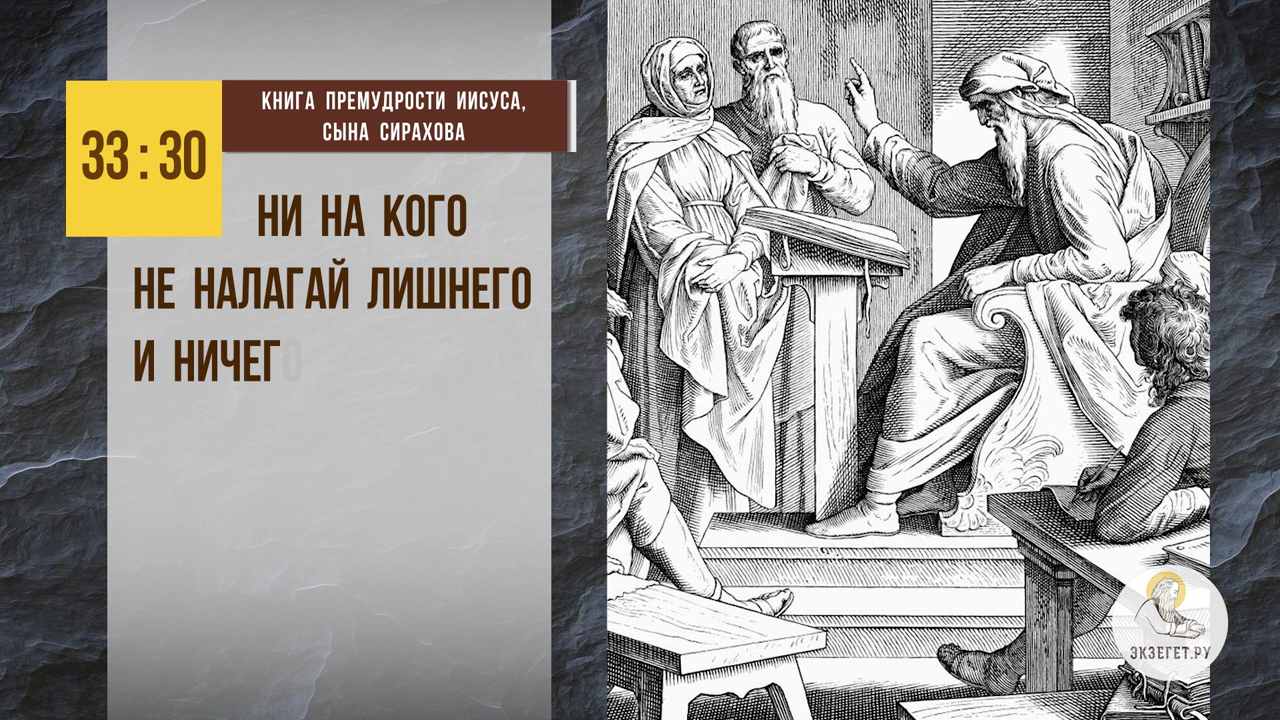 33:30
КНИГА ПРЕМУДРОСТИ ИИСУСА,
СЫНА СИРАХОВА
НИ НА КОГО
НЕ НАЛАГАЙ ЛИШНЕГО
И НИЧЕГО
ЭКЗЕГЕТ.РУ